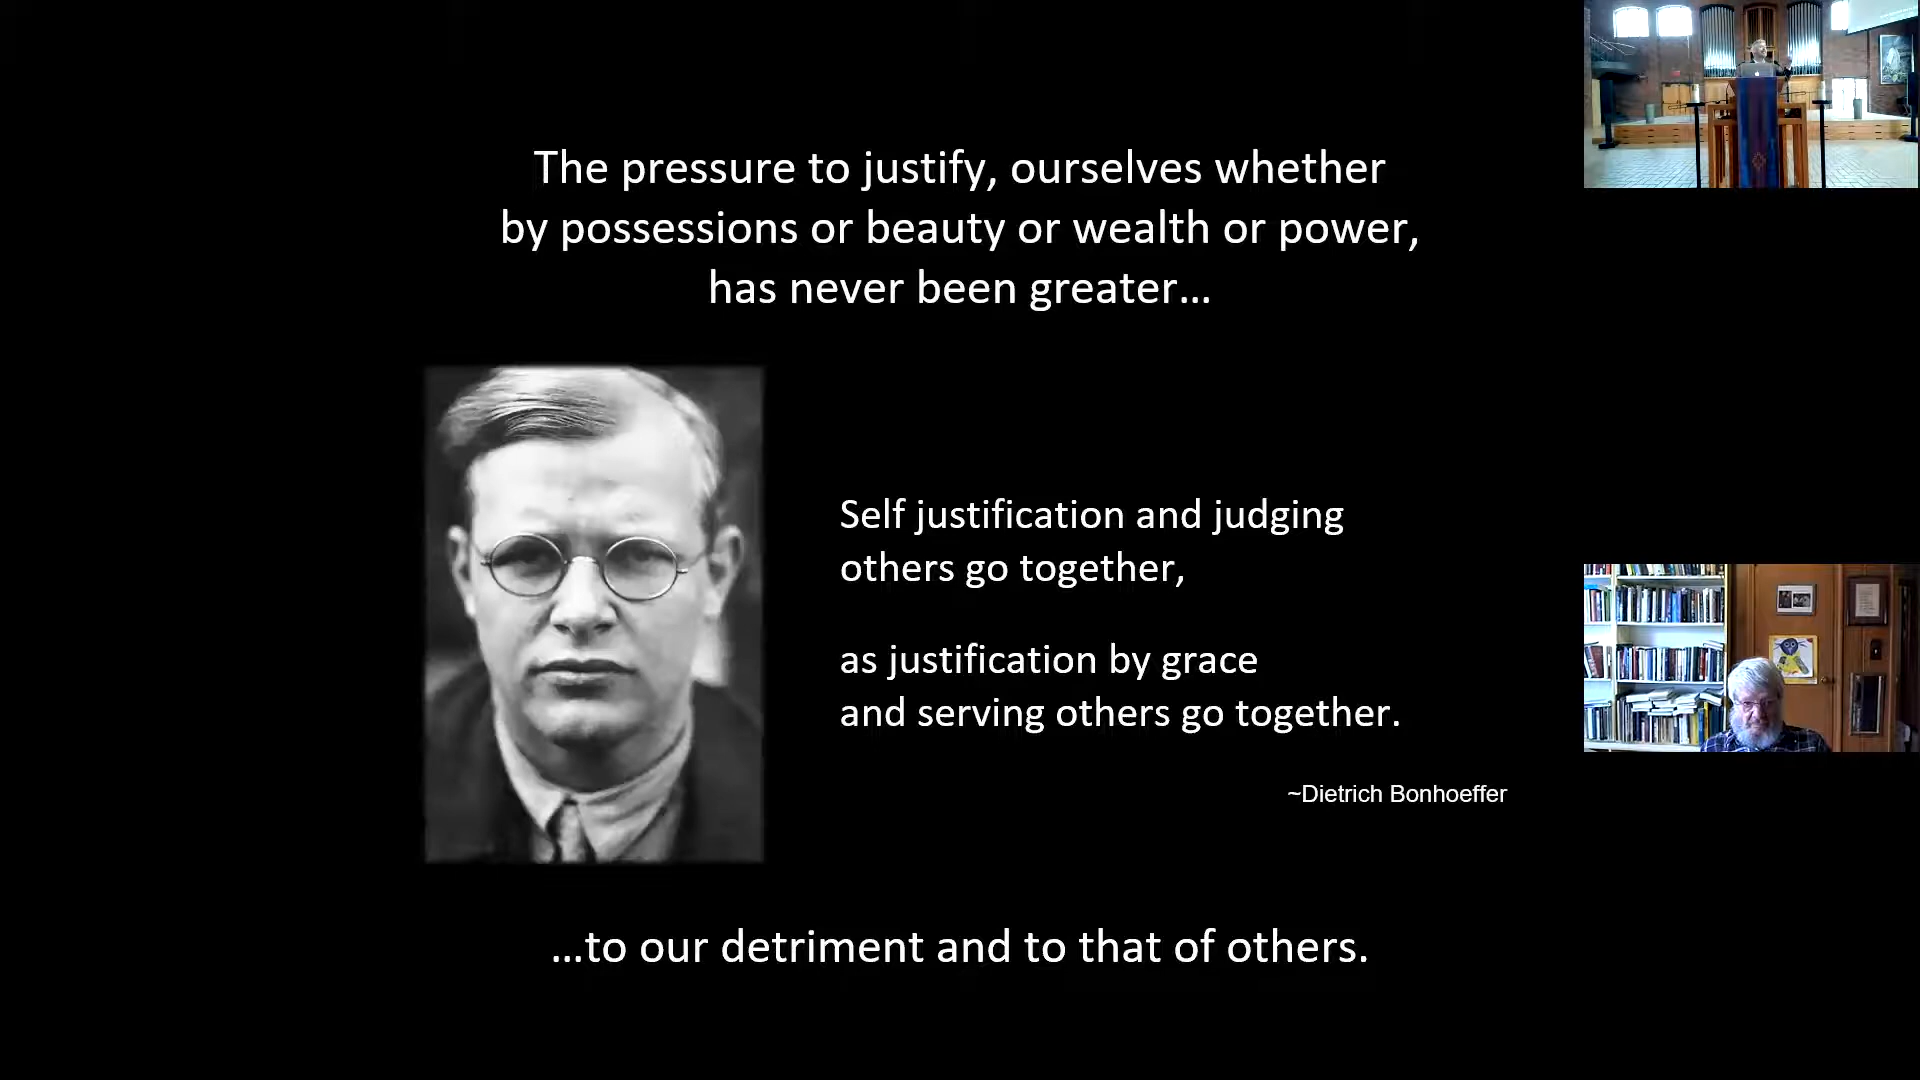 The pressure to justify, ourselves whether
by possessions or beauty or wealth or power,
has never been greater...
Self justification and judging
others go together,
as justification by grace
and serving others go together.
~Dietrich Bonhoeffer
...to our detriment and to that of others.